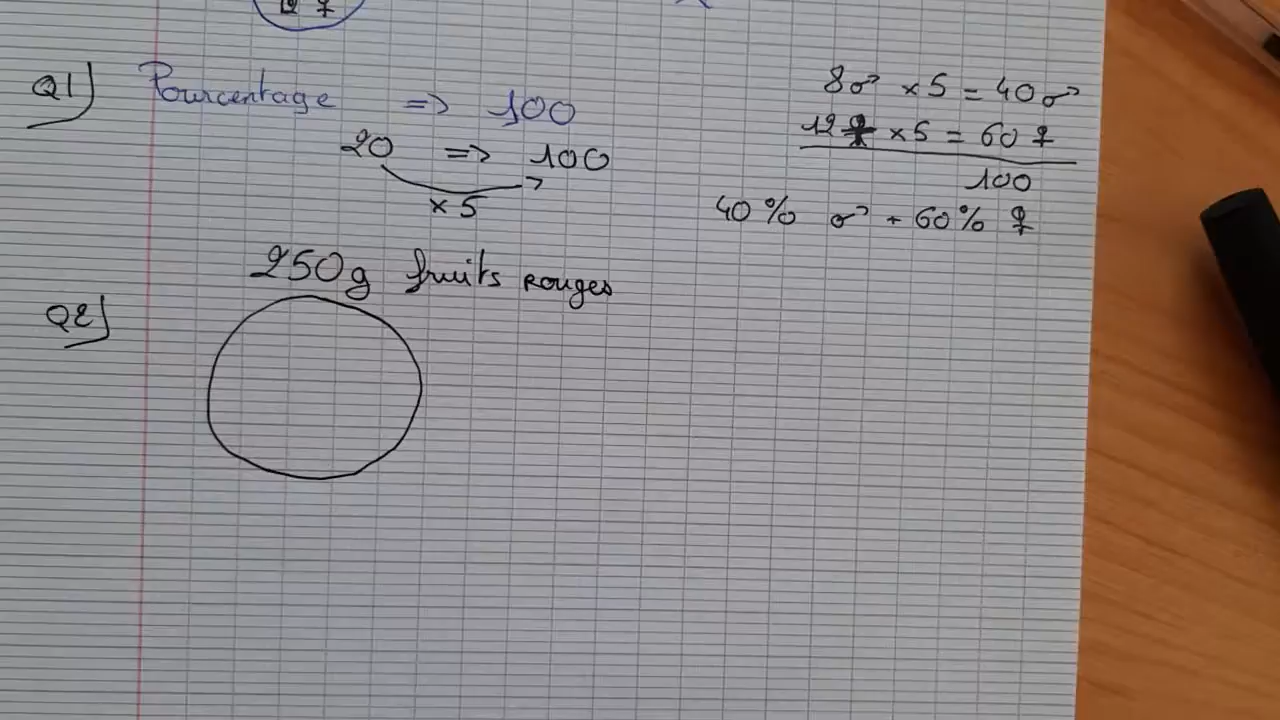 12 ♀
Q1) Pourcentage => 100
20 => 100
x 5
8 ♂ x 5 = 40 ♂
12 ♀ x 5 = 60 ♀
100
40 % ♂ + 60 % ♀
250g fruits rouges
Q2)